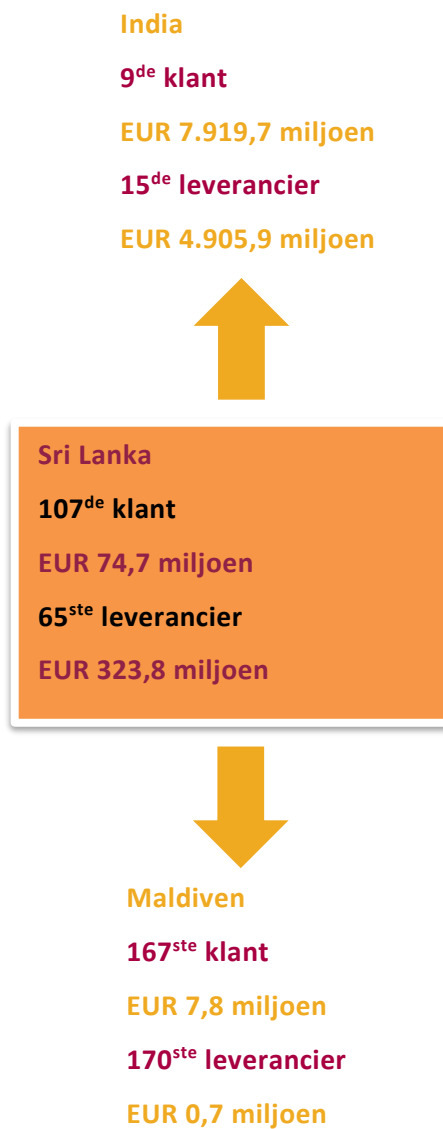 India
9de klant
EUR 7.919,7 miljoen
15de leverancier
EUR 4.905,9 miljoen
Sri Lanka
107de klant
EUR 74,7 miljoen
65ste leverancier
EUR 323,8 miljoen
Maldiven
167ste klant
EUR 7,8 miljoen
170ste leverancier
EUR 0,7 miljoen